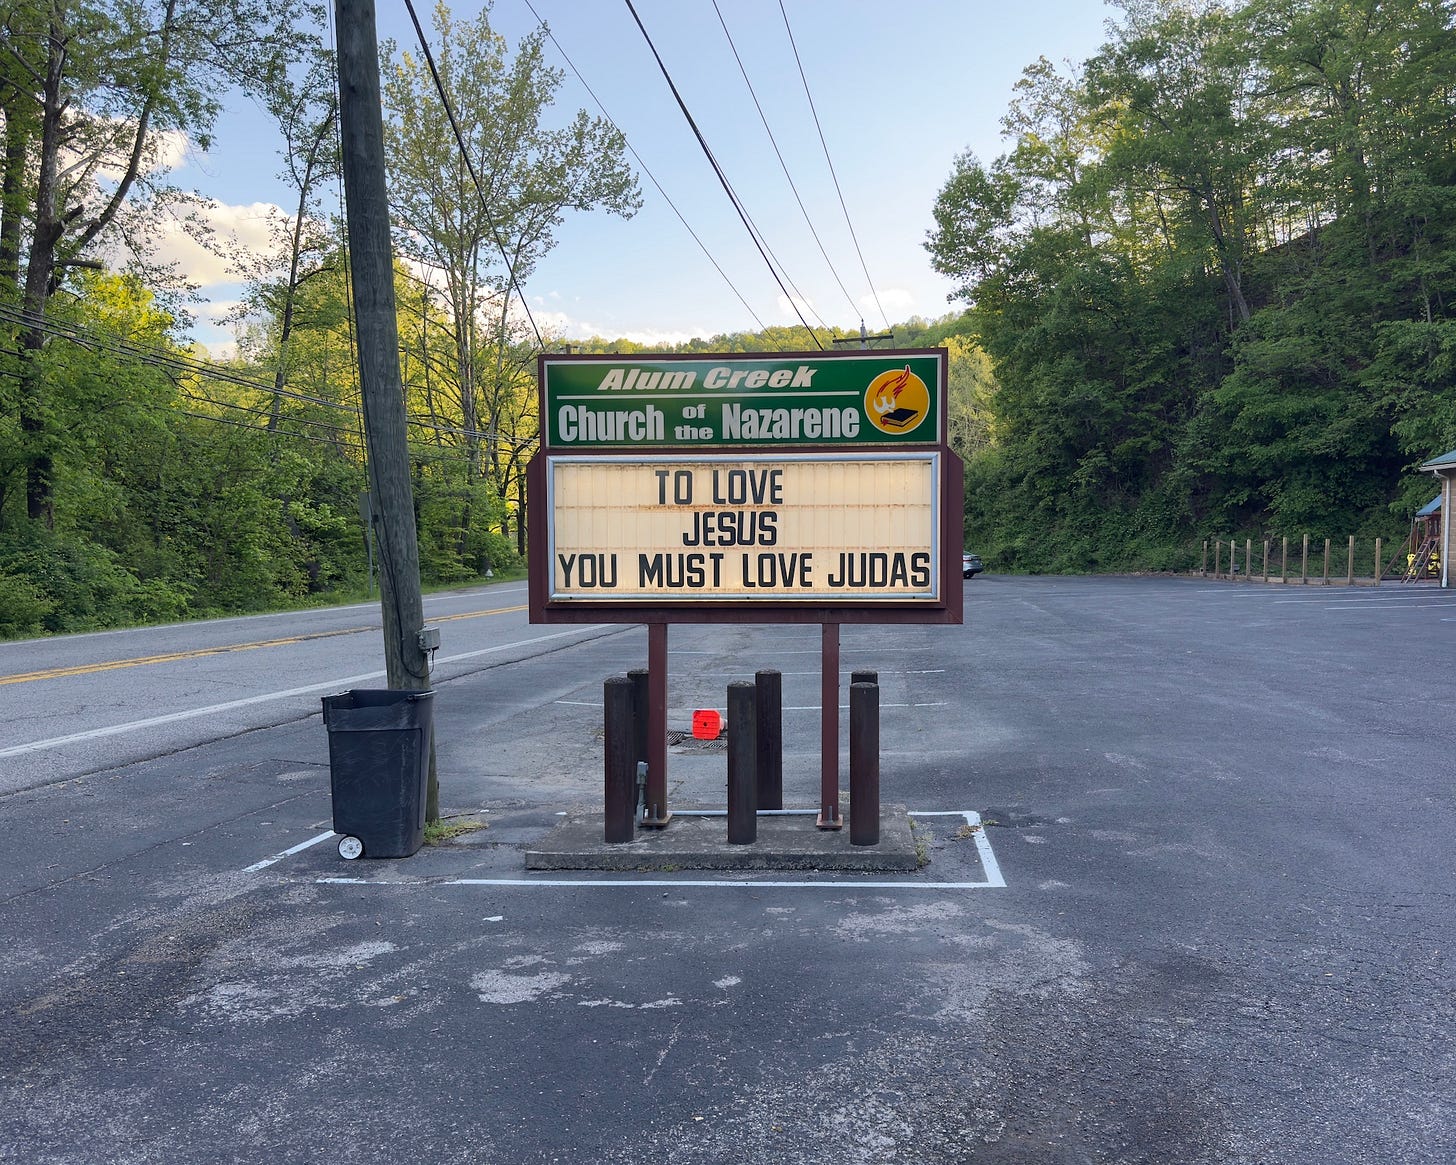 Alum Creek
Church of the Nazarene
TO LOVE
JESUS
YOU MUST LOVE JUDAS